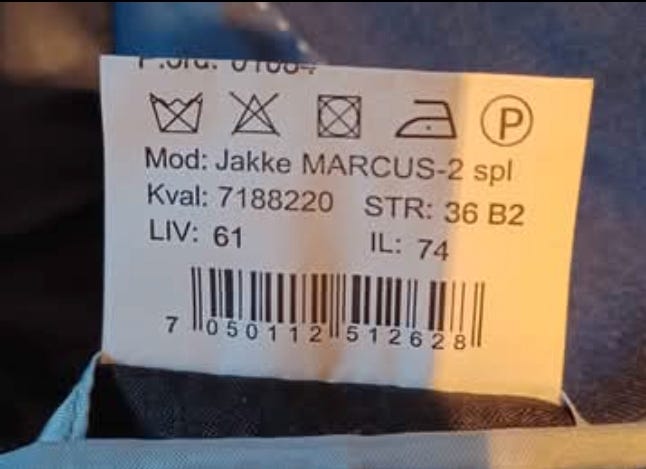 P
Mod: Jakke MARCUS-2 spl
Kval: 7188220 STR: 36 B2
LIV: 61 IL: 74
7 050112 512628